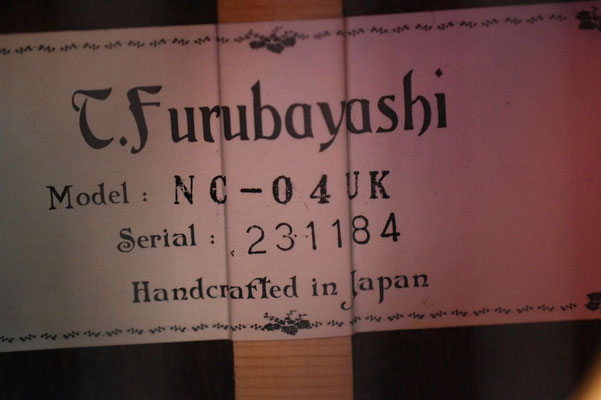 T.Furubayashi
Model : NC-04UK
Serial : 231184
Handcrafted in Japan